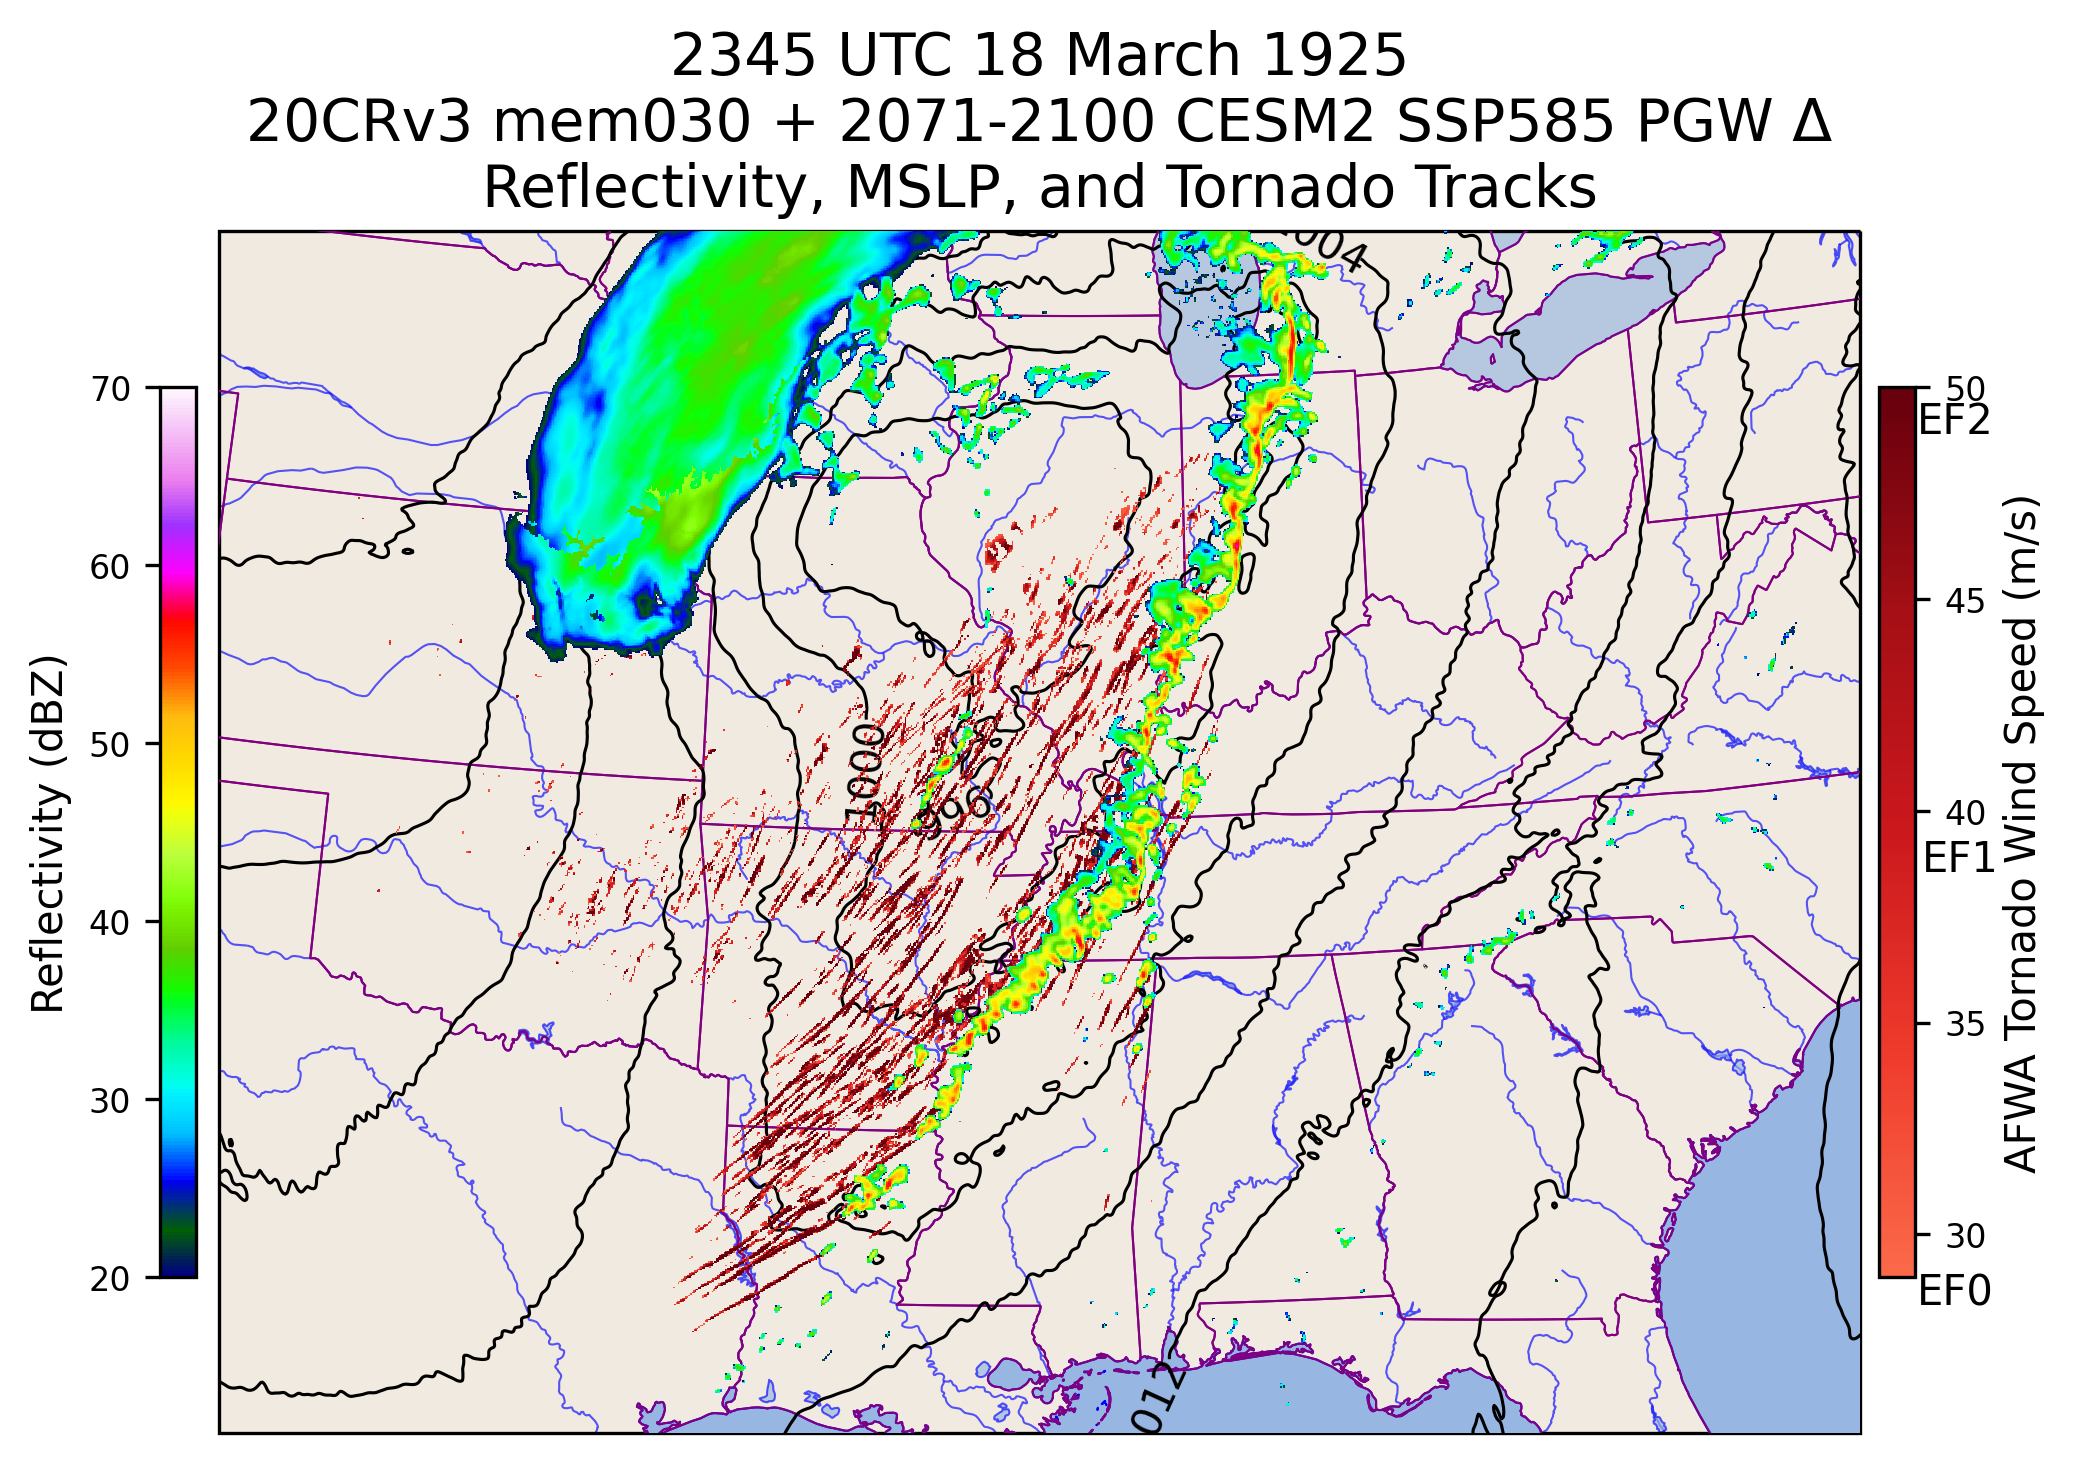 2345 UTC 18 March 1925
20CRv3 mem030 + 2071-2100 CESM2 SSP585 PGW Δ
Reflectivity, MSLP, and Tornado Tracks
Reflectivity (dBZ)
70
60
50
40
30
20
004
1000
996
012
50
EF2
45
40
EF1
35
30
EF0
AFWA Tornado Wind Speed (m/s)